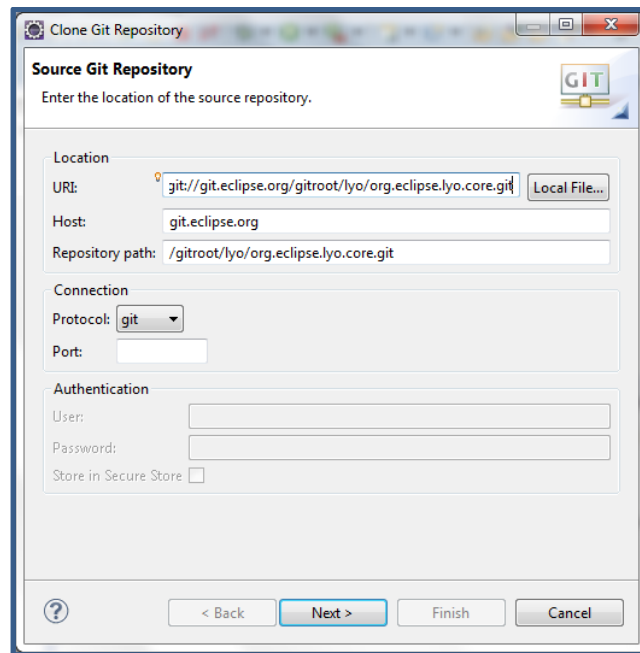 Clone Git Repository
Source Git Repository
Enter the location of the source repository.
GIT
Location
URI: git://git.eclipse.org/gitroot/lyo/org.eclipse.lyo.core.git Local File...
Host: git.eclipse.org
Repository path: /gitroot/lyo/org.eclipse.lyo.core.git
Connection
Protocol: git
Port:
Authentication
User:
Password:
Store in Secure Store
? < Back Next > Finish Cancel